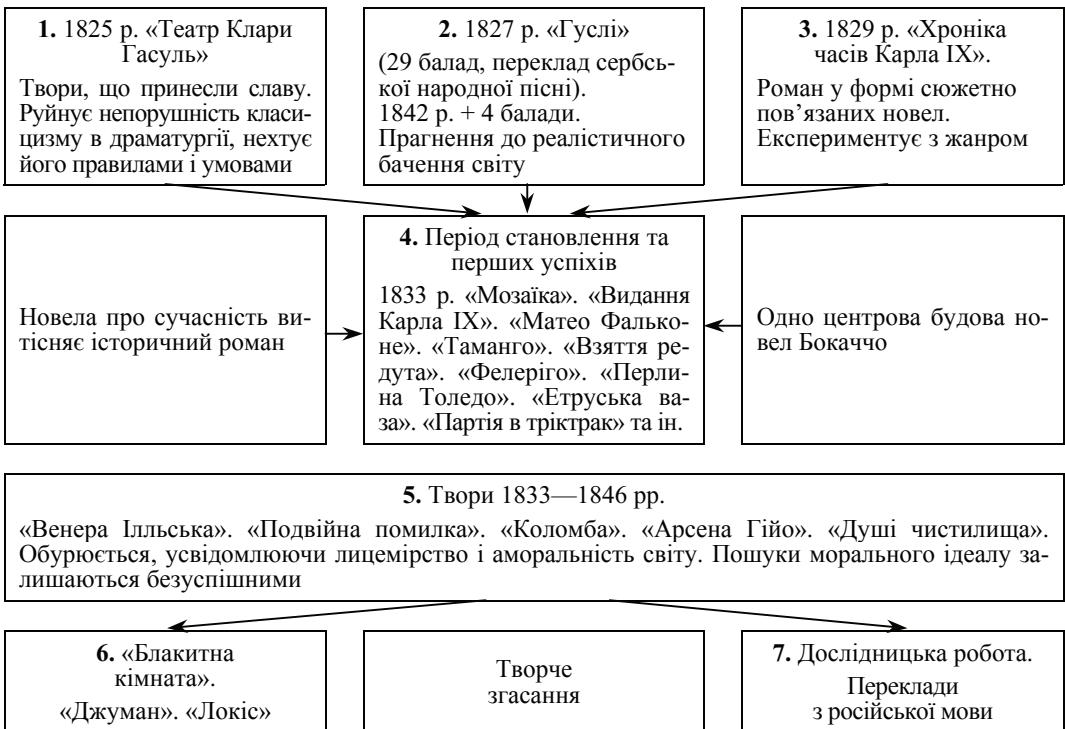 1. 1825 р. «Театр Клари
Гасуль»
Твори, що принесли славу.
Руйнує непорушність класи-
цизму в драматургії, нехтує
його правилами і умовами
2. 1827 р. «Гуслі»
(29 балад, переклад сербсь-
кої народної пісні).
1842 р. + 4 балади.
Прагнення до реалістичного
бачення світу
3. 1829 р. «Хроніка
часів Карла IX».
Роман у формі сюжетно
пов’язаних новел.
Експериментує з жанром
Новела про сучасність ви-
тісняє історичний роман
4. Період становлення та
перших успіхів
1833 р. «Мозаїка». «Видання
Карла IX». «Матео Фалько-
не». «Таманго». «Взяття ре-
дута». «Фелеріго». «Перли-
на Толедо». «Етруська ва-
за». «Партія в тріктрак» та ін.
Одно центрова будова но-
вел Бокаччо
5. Твори 1833—1846 рр.
«Венера Ілльська». «Подвійна помилка». «Коломба». «Арсена Гійо». «Душі чистилища».
Обурюється, усвідомлюючи лицемірство і аморальність світу. Пошуки морального ідеалу за-
лишаються безуспішними
6. «Блакитна
кімната».
«Джуман». «Локіс»
Творче
згасання
7. Дослідницька робота.
Переклади
з російської мови